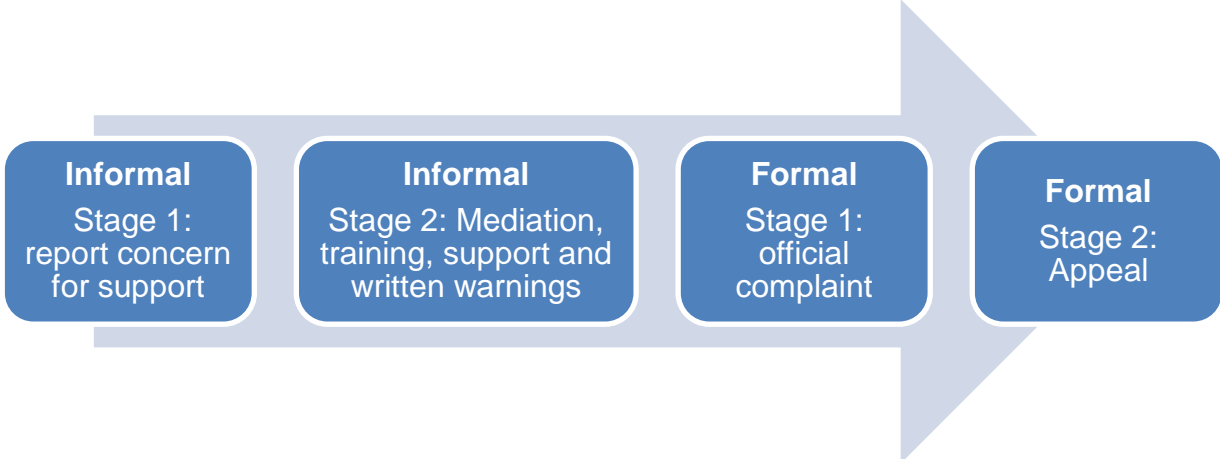 Informal
Stage 1:
report concern
for support
Informal
Stage 2: Mediation,
training, support and
written warnings
Formal
Stage 1:
official
complaint
Formal
Stage 2:
Appeal